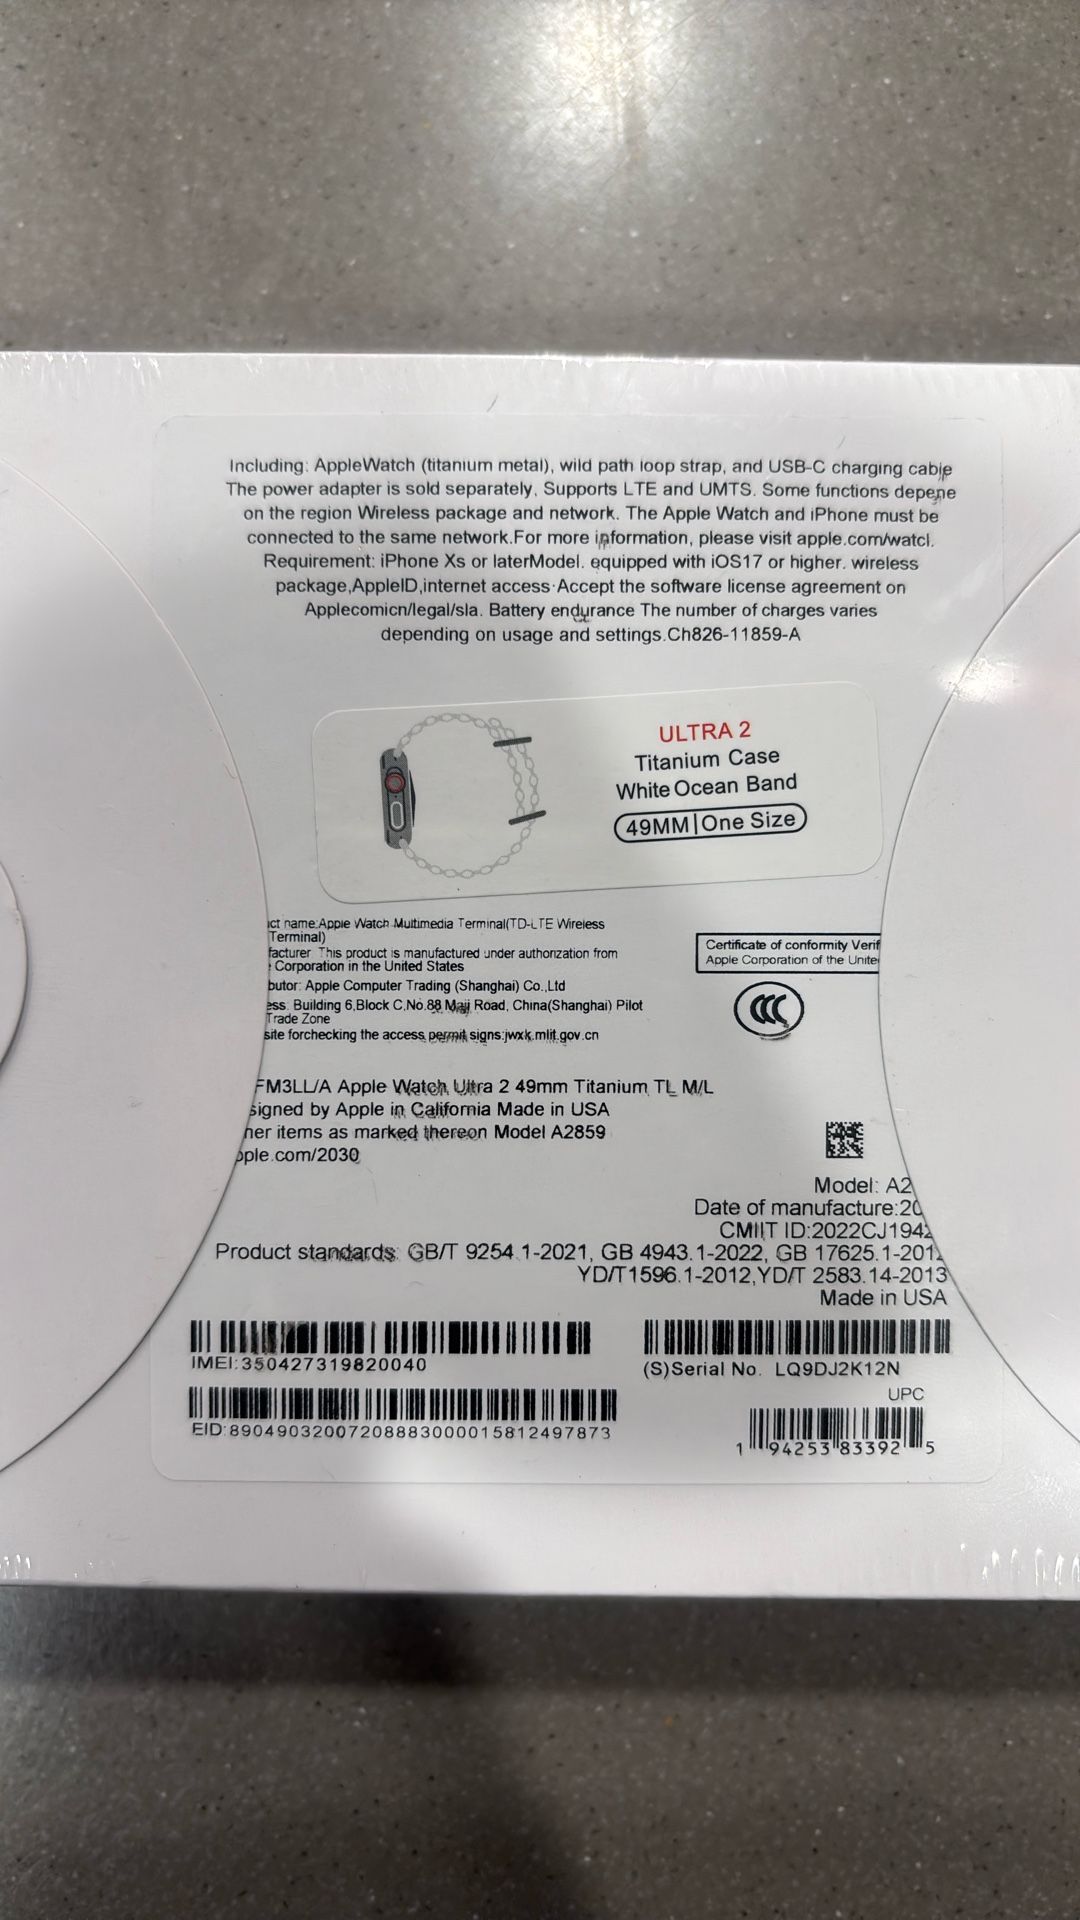 Including: AppleWatch (titanium metal), wild path loop strap, and USB-C charging cable
The power adapter is sold separately, Supports LTE and UMTS. Some functions depene
on the region Wireless package and network. The Apple Watch and iPhone must be
connected to the same network.For more information, please visit apple.com/watcl.
Requirement: iPhone Xs or laterModel. equipped with iOS17 or higher. wireless
package,AppleID,internet access·Accept the software license agreement on
Applecomicn/legal/sla. Battery endurance The number of charges varies
depending on usage and settings.Ch826-11859-A
ULTRA 2
Titanium Case
White Ocean Band
49MM|One Size
ct name:Apple Watch Multimedia Terminal(TD-LTE Wireless
Terminal)
facturer This product is manufactured under authorization from
Corporation in the United States
butor: Apple Computer Trading (Shanghai) Co.,Ltd
ess: Building 6,Block C,No.88 Maji Road, China(Shanghai) Pilot
Trade Zone
site forchecking the access permit signs:jwxk.mlit.gov.cn
Certificate of conformity Verif
Apple Corporation of the Unite
CCC
FM3LL/A Apple Watch Ultra 2 49mm Titanium TL M/L
signed by Apple in California Made in USA
her items as marked thereon Model A2859
pple.com/2030
Model: A2
Date of manufacture:20
CMIIT ID:2022CJ1942
Product standards: GB/T 9254.1-2021, GB 4943.1-2022, GB 17625.1-2012
YD/T1596.1-2012,YD/T 2583.14-2013
Made in USA
IMEI:350427319820040
(S)Serial No. LQ9DJ2K12N
EID:89049032007208883000015812497873
UPC
1 94253 83392 5